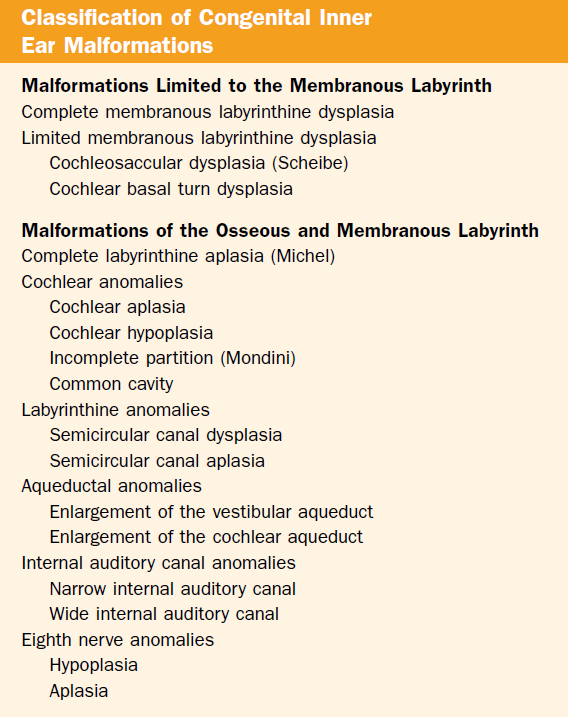 Classification of Congenital Inner
Ear Malformations
Malformations Limited to the Membranous Labyrinth
Complete membranous labyrinthine dysplasia
Limited membranous labyrinthine dysplasia
Cochleosaccular dysplasia (Scheibe)
Cochlear basal turn dysplasia
Malformations of the Osseous and Membranous Labyrinth
Complete labyrinthine aplasia (Michel)
Cochlear anomalies
Cochlear aplasia
Cochlear hypoplasia
Incomplete partition (Mondini)
Common cavity
Labyrinthine anomalies
Semicircular canal dysplasia
Semicircular canal aplasia
Aqueductal anomalies
Enlargement of the vestibular aqueduct
Enlargement of the cochlear aqueduct
Internal auditory canal anomalies
Narrow internal auditory canal
Wide internal auditory canal
Eighth nerve anomalies
Hypoplasia
Aplasia